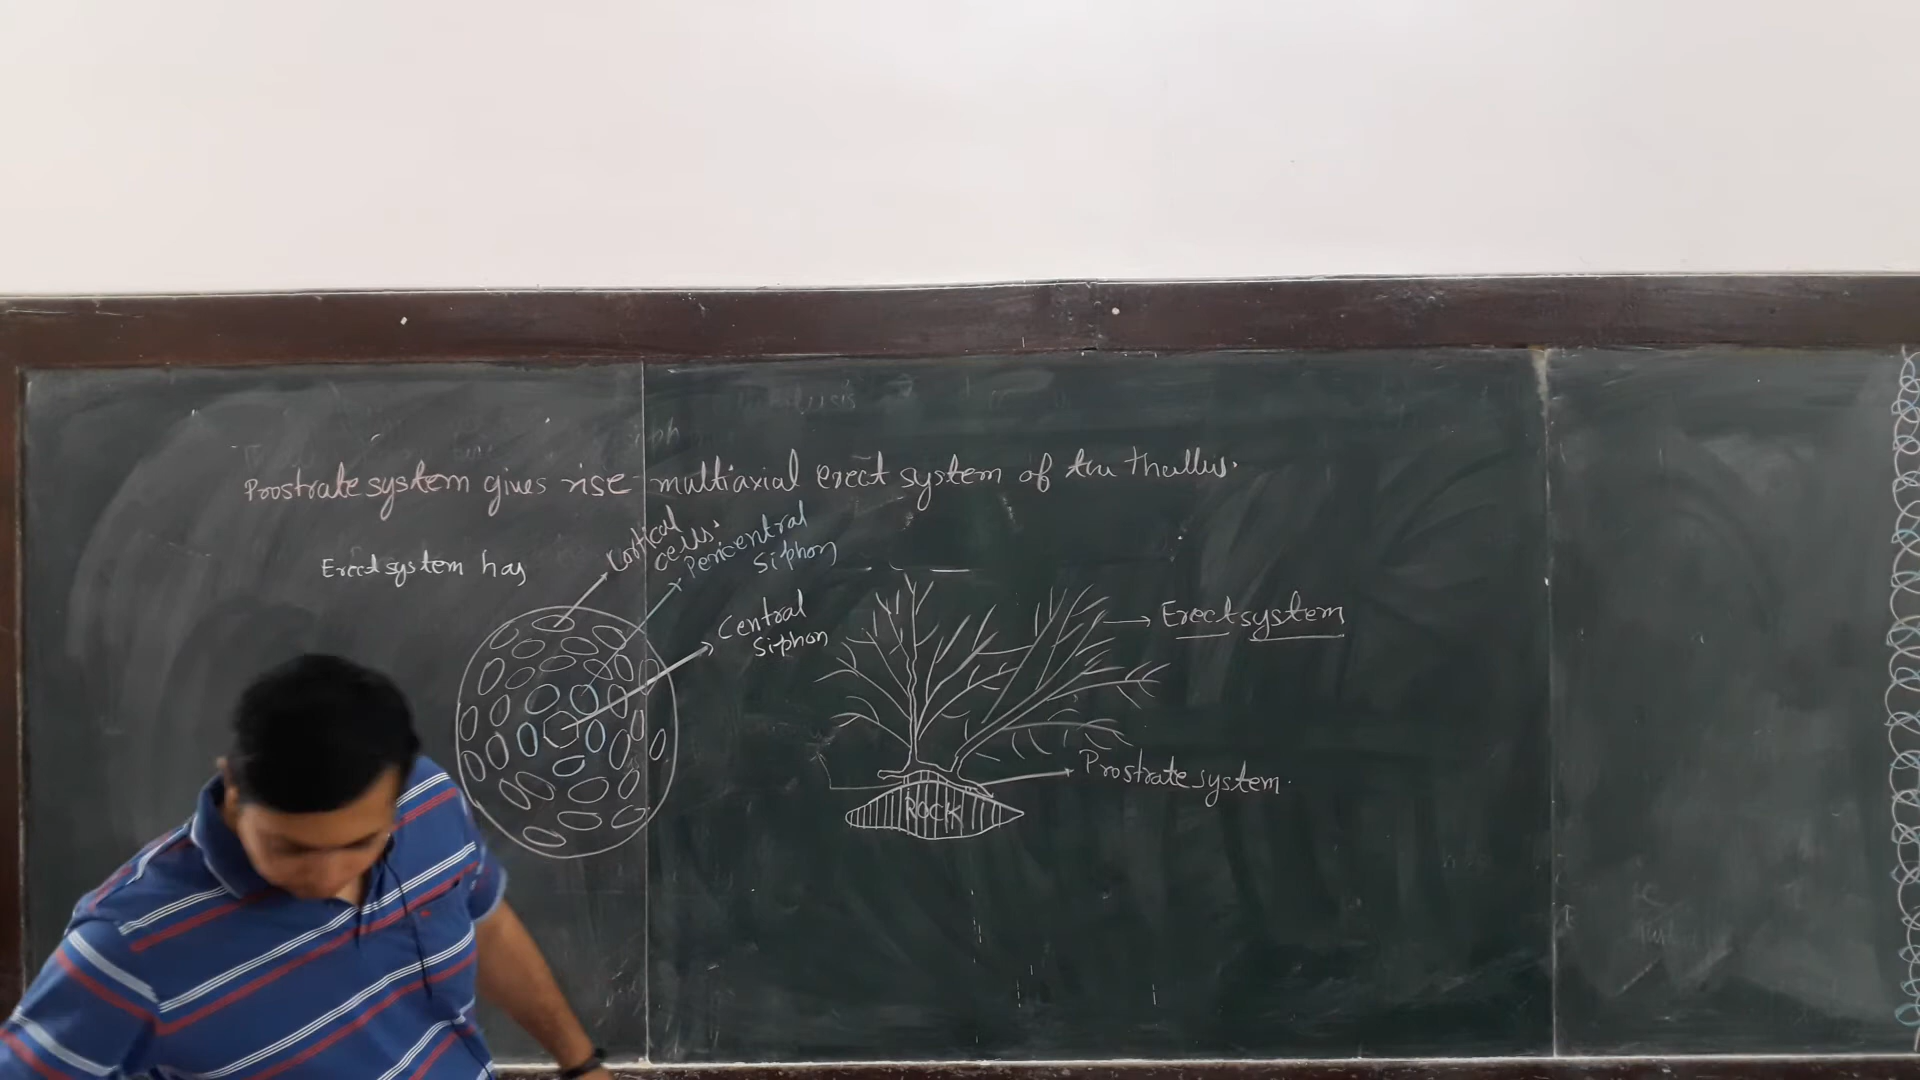 Prostrate system gives rise multiaxial erect system of the thallus.
Erect system has
Cortical
cells.
Pericentral
Siphon
Central
Siphon
Erect system
Prostrate system.
ROCK